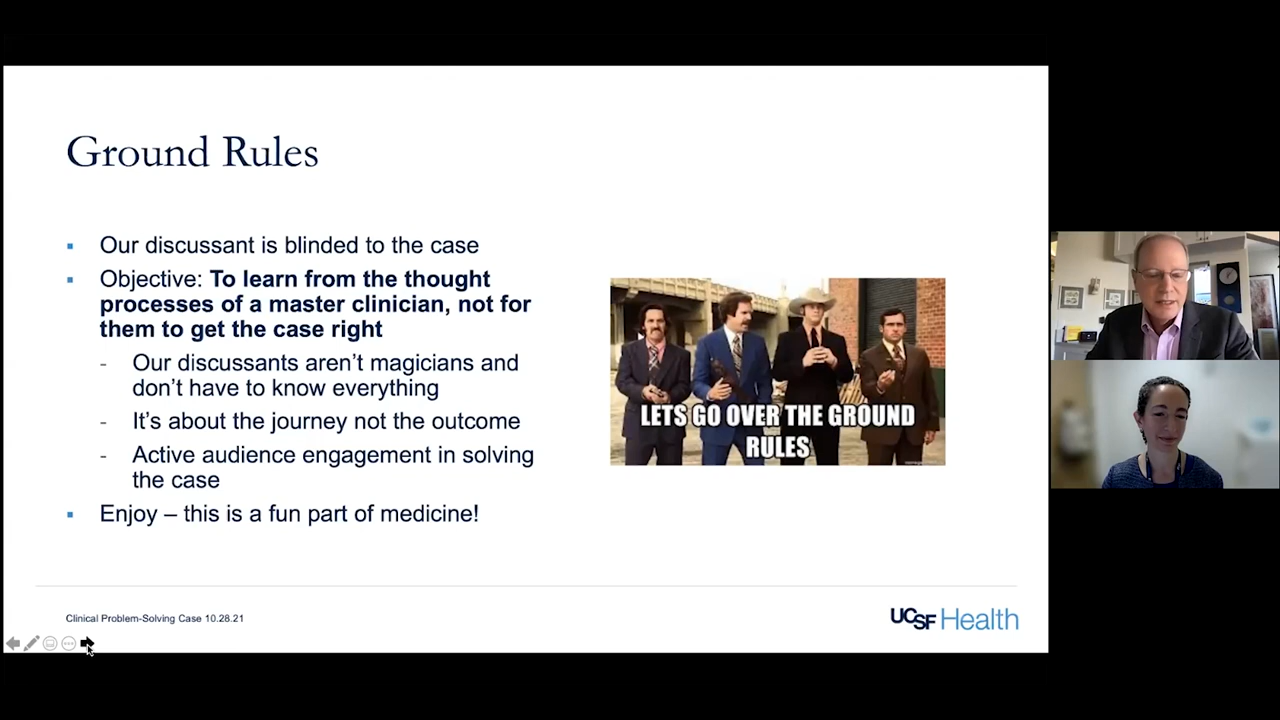 Ground Rules
Our discussant is blinded to the case
Objective: To learn from the thought
processes of a master clinician, not for
them to get the case right
- Our discussants aren’t magicians and
don’t have to know everything
- It’s about the journey not the outcome
- Active audience engagement in solving
the case
Enjoy – this is a fun part of medicine!
LETS GO OVER THE GROUND
RULES
Clinical Problem-Solving Case 10.28.21
UCSF Health